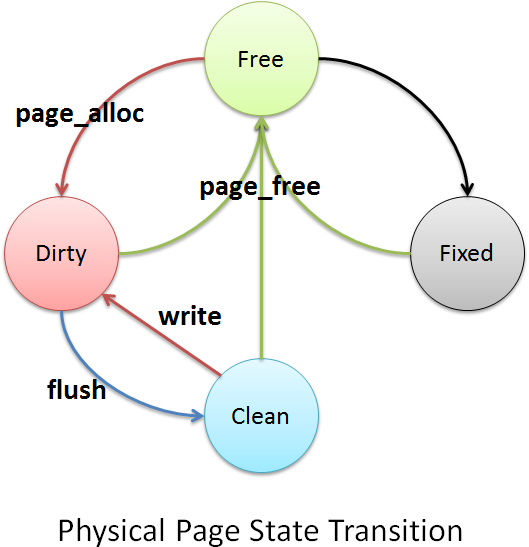 Free
page_alloc
page_free
Dirty
Fixed
write
flush
Clean
Physical Page State Transition